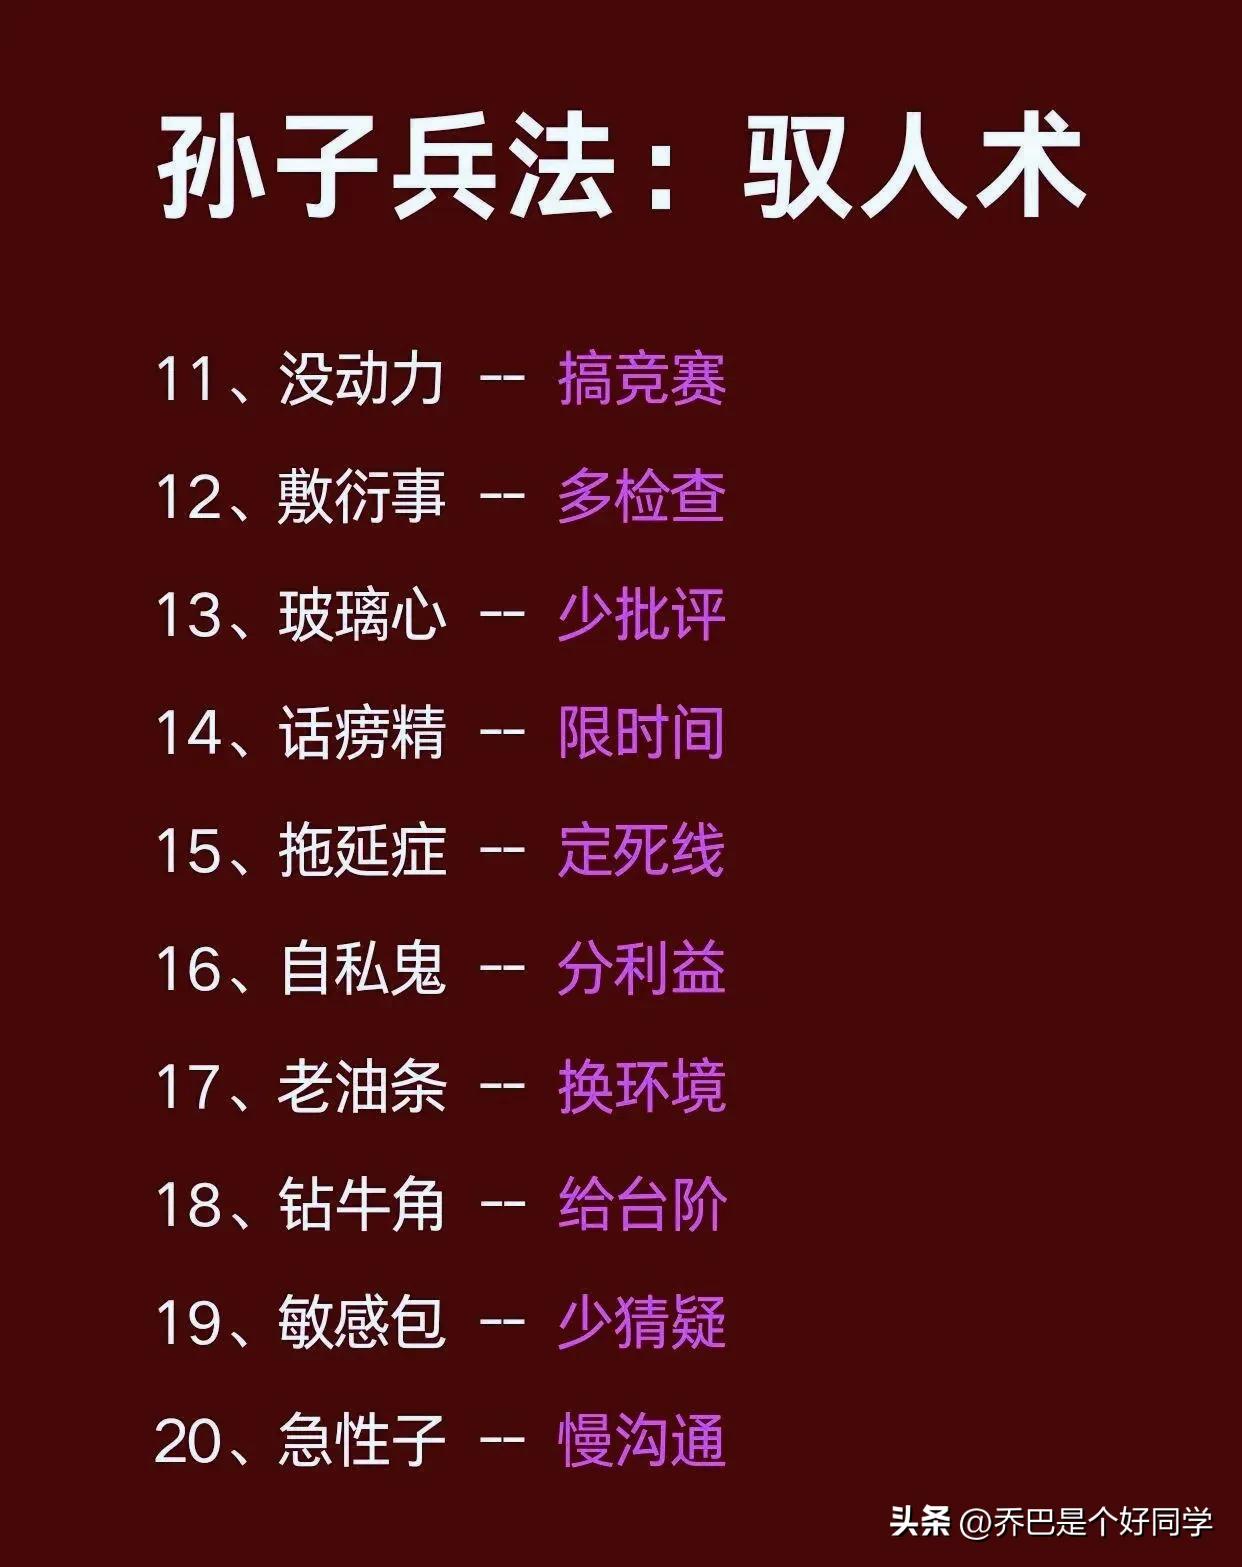 孙子兵法：驭人术
11、没动力 -- 搞竞赛
12、敷衍事 -- 多检查
13、玻璃心 -- 少批评
14、话痨精 -- 限时间
15、拖延症 -- 定死线
16、自私鬼 -- 分利益
17、老油条 -- 换环境
18、钻牛角 -- 给台阶
19、敏感包 -- 少猜疑
20、急性子 -- 慢沟通
头条 @乔巴是个好同学